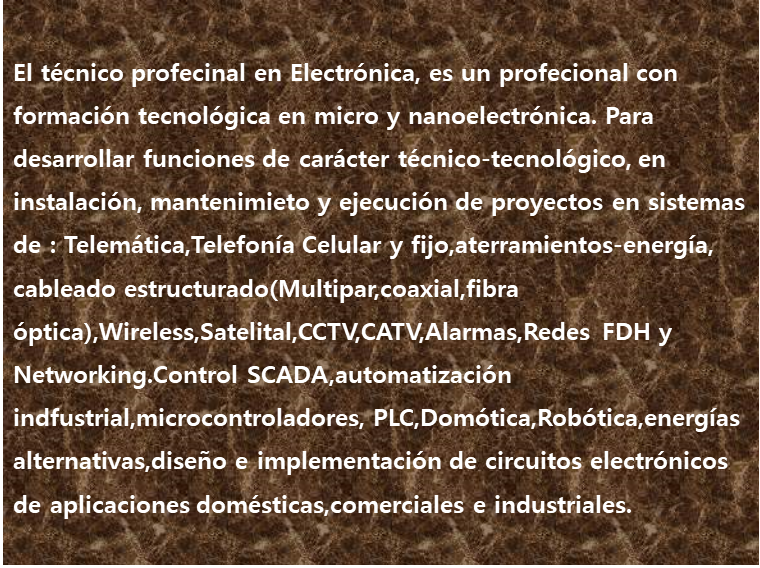 El técnico profecinal en Electrónica, es un profecional con
formación tecnológica en micro y nanoelectrónica. Para
desarrollar funciones de carácter técnico-tecnológico, en
instalación, mantenimieto y ejecución de proyectos en sistemas
de : Telemática,Telefonía Celular y fijo,aterramientos-energía,
cableado estructurado(Multipar,coaxial,fibra
óptica),Wireless,Satelital,CCTV,CATV,Alarmas,Redes FDH y
Networking.Control SCADA,automatización
indfustrial,microcontroladores, PLC,Domótica,Robótica,energías
alternativas,diseño e implementación de circuitos electrónicos
de aplicaciones domésticas,comerciales e industriales.